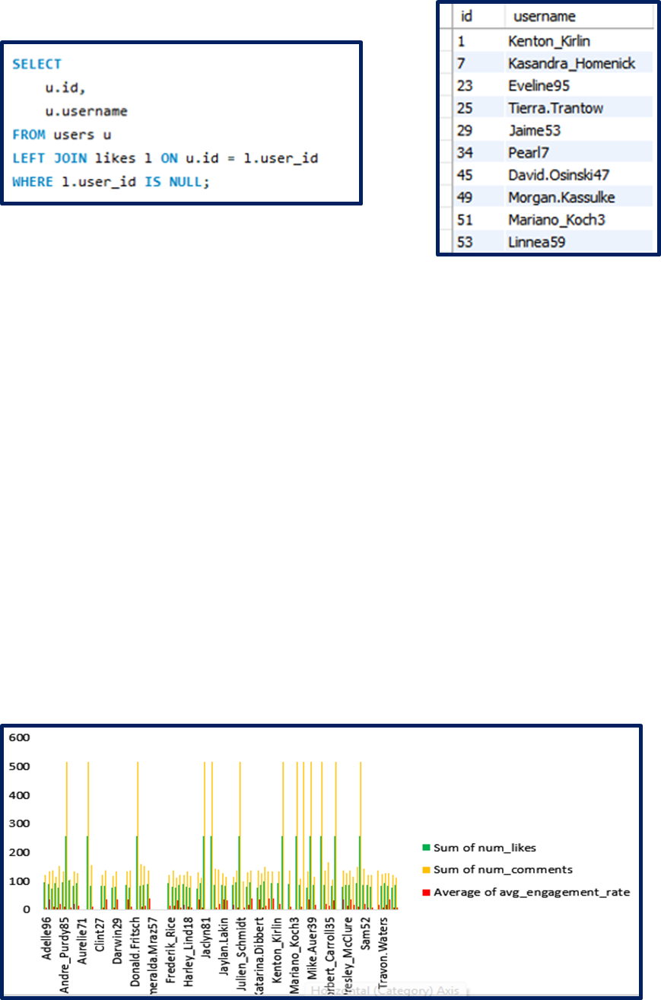 SELECT
u.id,
u.username
FROM users u
LEFT JOIN likes l ON u.id = l.user_id
WHERE l.user_id IS NULL;
id username
1 Kenton_Kirlin
7 Kasandra_Homenick
23 Eveline95
25 Tierra.Trantow
29 Jaime53
34 Pearl7
45 David.Osinski47
49 Morgan.Kassulke
51 Mariano_Koch3
53 Linnea59
600
500
400
300
200
100
0
Adelle96
Andre_Purdy85
Aurelie71
Clint27
Darwin29
Donald.Fritsch
meralda.Mraz57
Frederik_Rice
Harley_Lind18
Jaclyn81
Jaylan.Lakin
Julien_Schmidt
Katarina.Dibbert
Kenton_Kirlin
Mariano_Koch3
Mike.Auer39
rbert_Carroll35
resley_McClure
Sam52
Travon.Waters
Sum of num_likes
Sum of num_comments
Average of avg_engagement_rate
Horizontal (Category) Axis